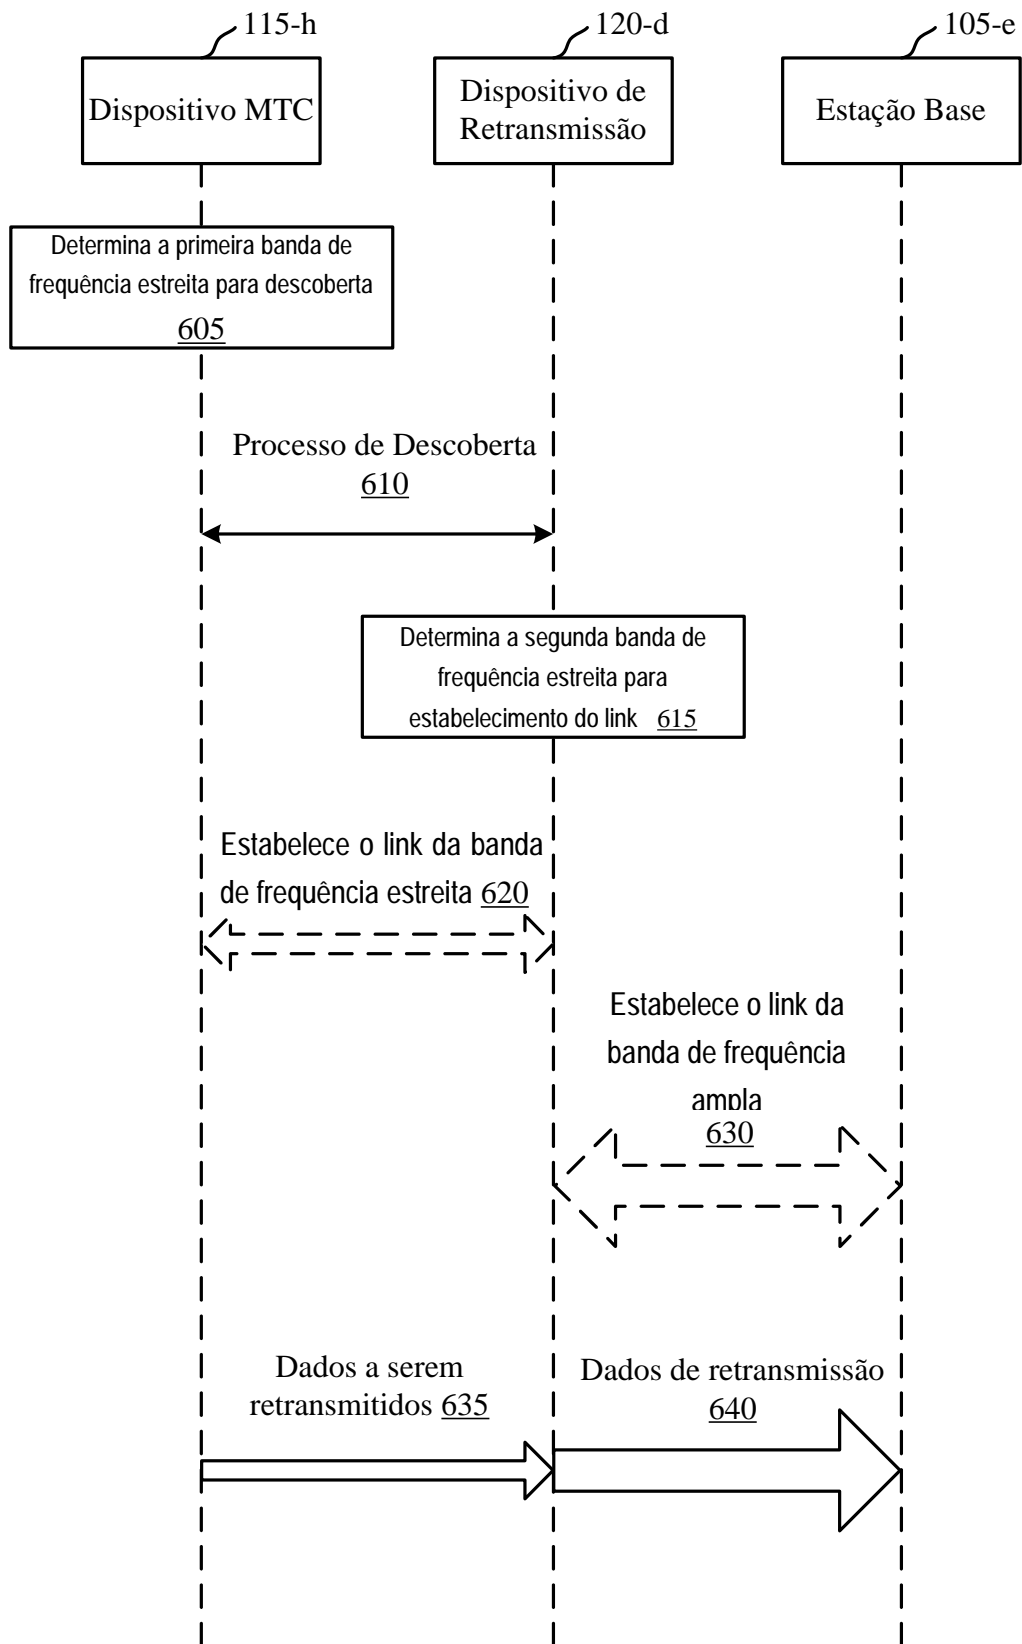 115-h
120-d
105-e
Dispositivo MTC
Dispositivo de
Retransmissão
Estação Base
Determina a primeira banda de
frequência estreita para descoberta
605
Processo de Descoberta
610
Determina a segunda banda de
frequência estreita para
estabelecimento do link 615
Estabelece o link da banda
de frequência estreita 620
Estabelece o link da
banda de frequência
ampla
630
Dados a serem
retransmitidos 635
Dados de retransmissão
640